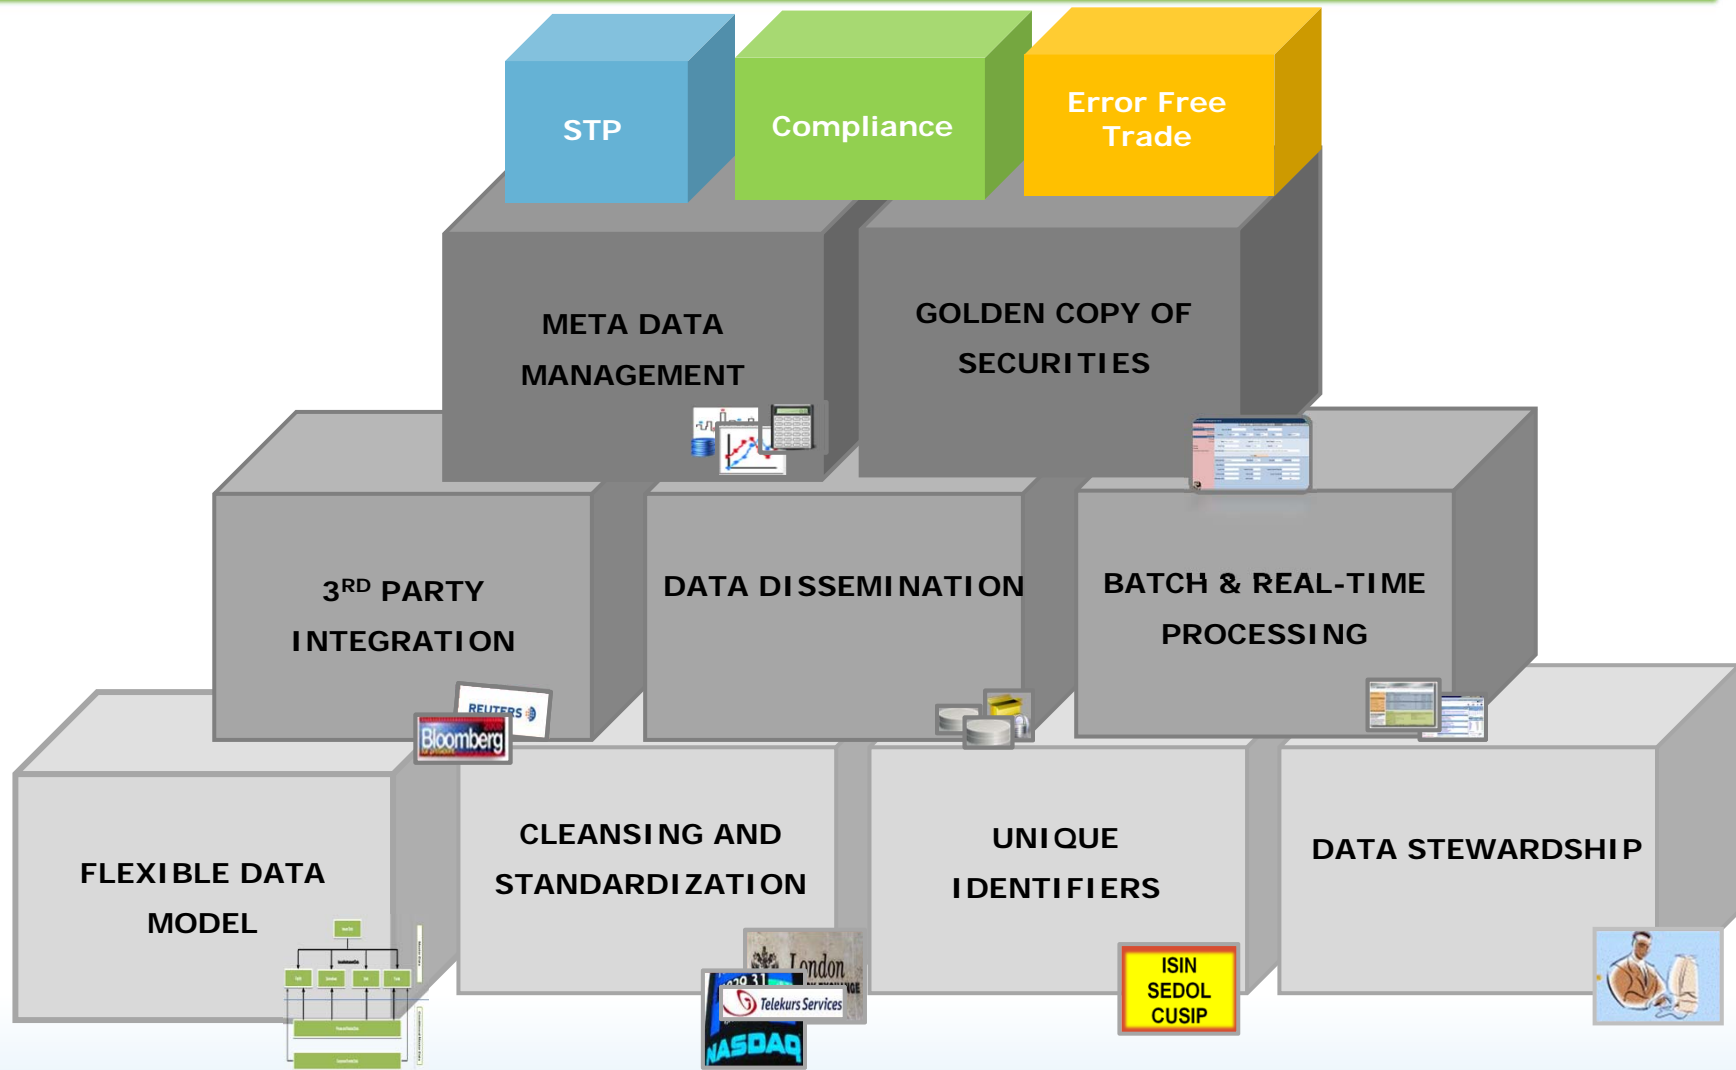 STP
Compliance
Error Free
Trade
META DATA
MANAGEMENT
GOLDEN COPY OF
SECURITIES
3RD PARTY
INTEGRATION
DATA DISSEMINATION
BATCH & REAL-TIME
PROCESSING
REUTERS
Bloomberg
FLEXIBLE DATA
MODEL
CLEANSING AND
STANDARDIZATION
UNIQUE
IDENTIFIERS
DATA STEWARDSHIP
London
Telekurs Services
NASDAQ
ISIN
SEDOL
CUSIP